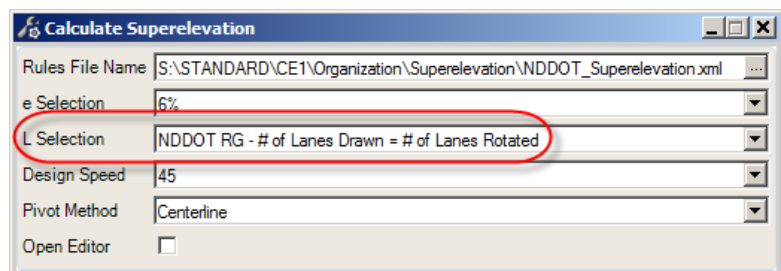 Calculate Superelevation
Rules File Name S:\STANDARD\CE1\Organization\Superelevation\NDDOT_Superelevation.xml ...
e Selection 6%
L Selection NDDOT RG - # of Lanes Drawn = # of Lanes Rotated
Design Speed 45
Pivot Method Centerline
Open Editor